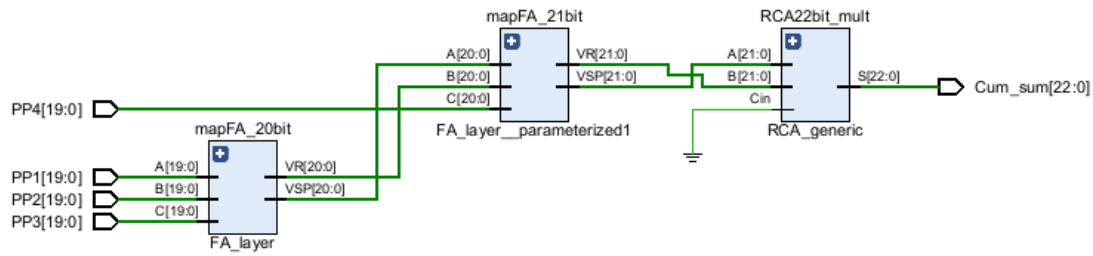 mapFA_21bit
RCA22bit_mult
A[20:0]
B[20:0]
C[20:0]
VR[21:0]
VSP[21:0]
A[21:0]
B[21:0]
Cin
S[22:0]
Cum_sum[22:0]
PP4[19:0]
FA_layer__parameterized1
RCA_generic
mapFA_20bit
PP1[19:0]
PP2[19:0]
PP3[19:0]
A[19:0]
B[19:0]
C[19:0]
VR[20:0]
VSP[20:0]
FA_layer